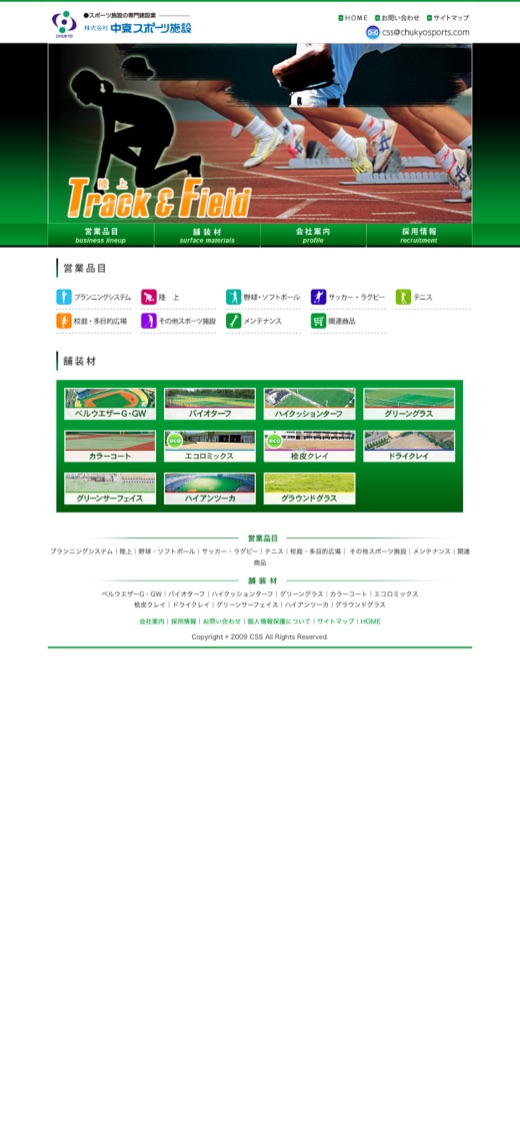 ●スポーツ施設の専門建設業
株式会社 中京スポーツ施設
CHUKYO
HOME お問い合わせ サイトマップ
css@chukyosports.com
陸上
Track & Field
営業品目 舗装材 会社案内 採用情報
business lineup surface materials profile recruitment
営業品目
プランニングシステム 陸 上 野球・ソフトボール サッカー・ラグビー テニス
校庭・多目的広場 その他スポーツ施設 メンテナンス 関連商品
舗装材
ベルウエザーG・GW バイオターフ ハイクッションターフ グリーングラス
カラーコート eco エコロミックス eco 桧皮クレイ ドライクレイ
グリーンサーフェイス ハイアンツーカ グラウンドグラス
営業品目
プランニングシステム｜陸上｜野球・ソフトボール｜サッカー・ラグビー｜テニス｜校庭・多目的広場｜ その他スポーツ施設｜メンテナンス｜関連
商品
舗 装 材
ベルウエザーG・GW｜バイオターフ｜ハイクッションターフ｜グリーングラス｜カラーコート｜エコロミックス
桧皮クレイ｜ドライクレイ｜グリーンサーフェイス｜ハイアンツーカ｜グラウンドグラス
会社案内｜採用情報｜お問い合わせ｜個人情報保護について｜サイトマップ｜HOME
Copyright © 2009 CSS All Rights Reserved.